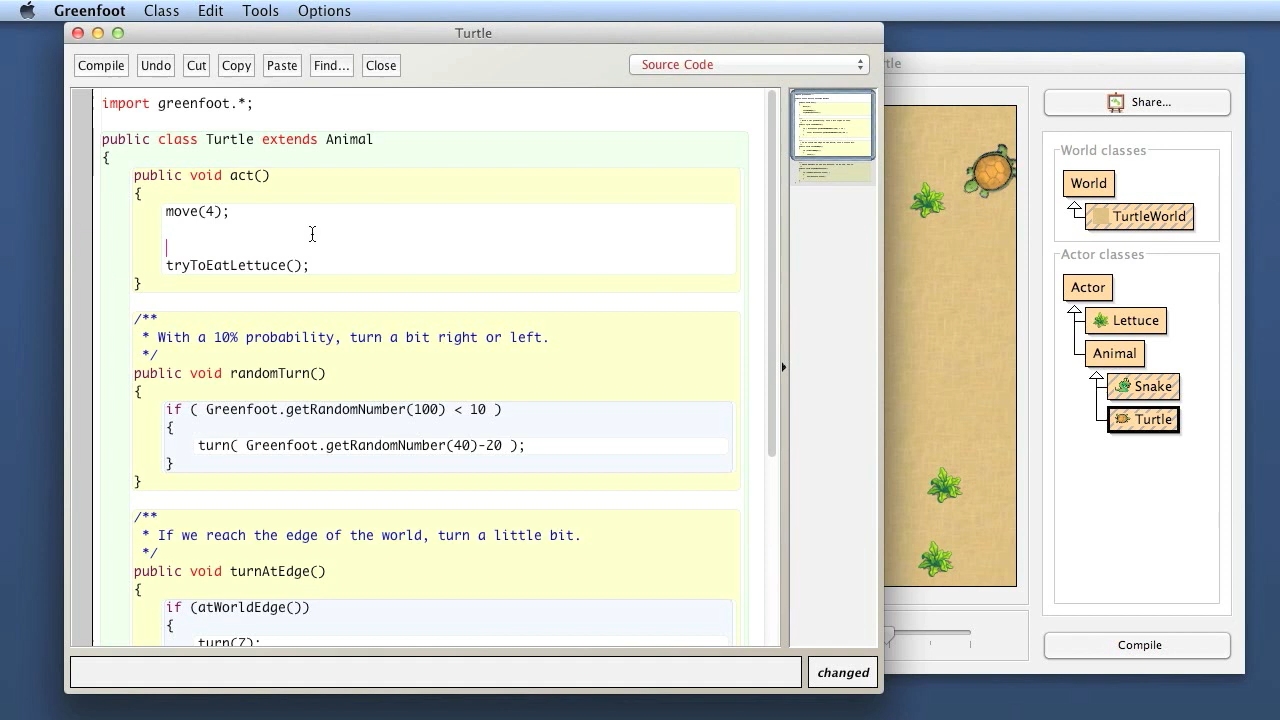 Greenfoot Class Edit Tools Options
Turtle
Compile Undo Cut Copy Paste Find... Close Source Code
import greenfoot.*;
public class Turtle extends Animal
{
public void act()
{
move(4);
tryToEatLettuce();
}
/**
* With a 10% probability, turn a bit right or left.
*/
public void randomTurn()
{
if ( Greenfoot.getRandomNumber(100) < 10 )
{
turn( Greenfoot.getRandomNumber(40)-20 );
}
}
/**
* If we reach the edge of the world, turn a little bit.
*/
public void turnAtEdge()
{
if (atWorldEdge())
{
turn(7);
changed
tle
Share...
World classes
World
TurtleWorld
Actor classes
Actor
Lettuce
Animal
Snake
Turtle
Compile